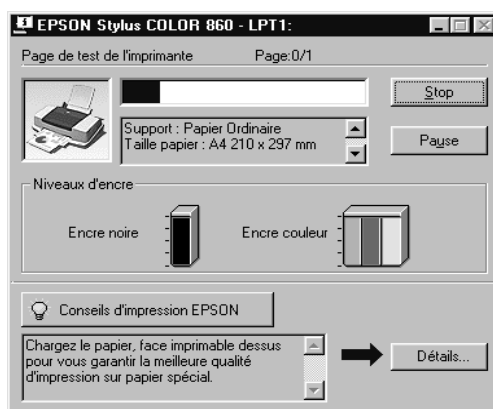 EPSON Stylus COLOR 860 - LPT1:
Page de test de l'imprimante Page:0/1
Stop
Support : Papier Ordinaire
Taille papier : A4 210 x 297 mm
Pause
Niveaux d'encre
Encre noire Encre couleur
Conseils d'impression EPSON
Chargez le papier, face imprimable dessus
pour vous garantir la meilleure qualité
d'impression sur papier spécial.
Détails...